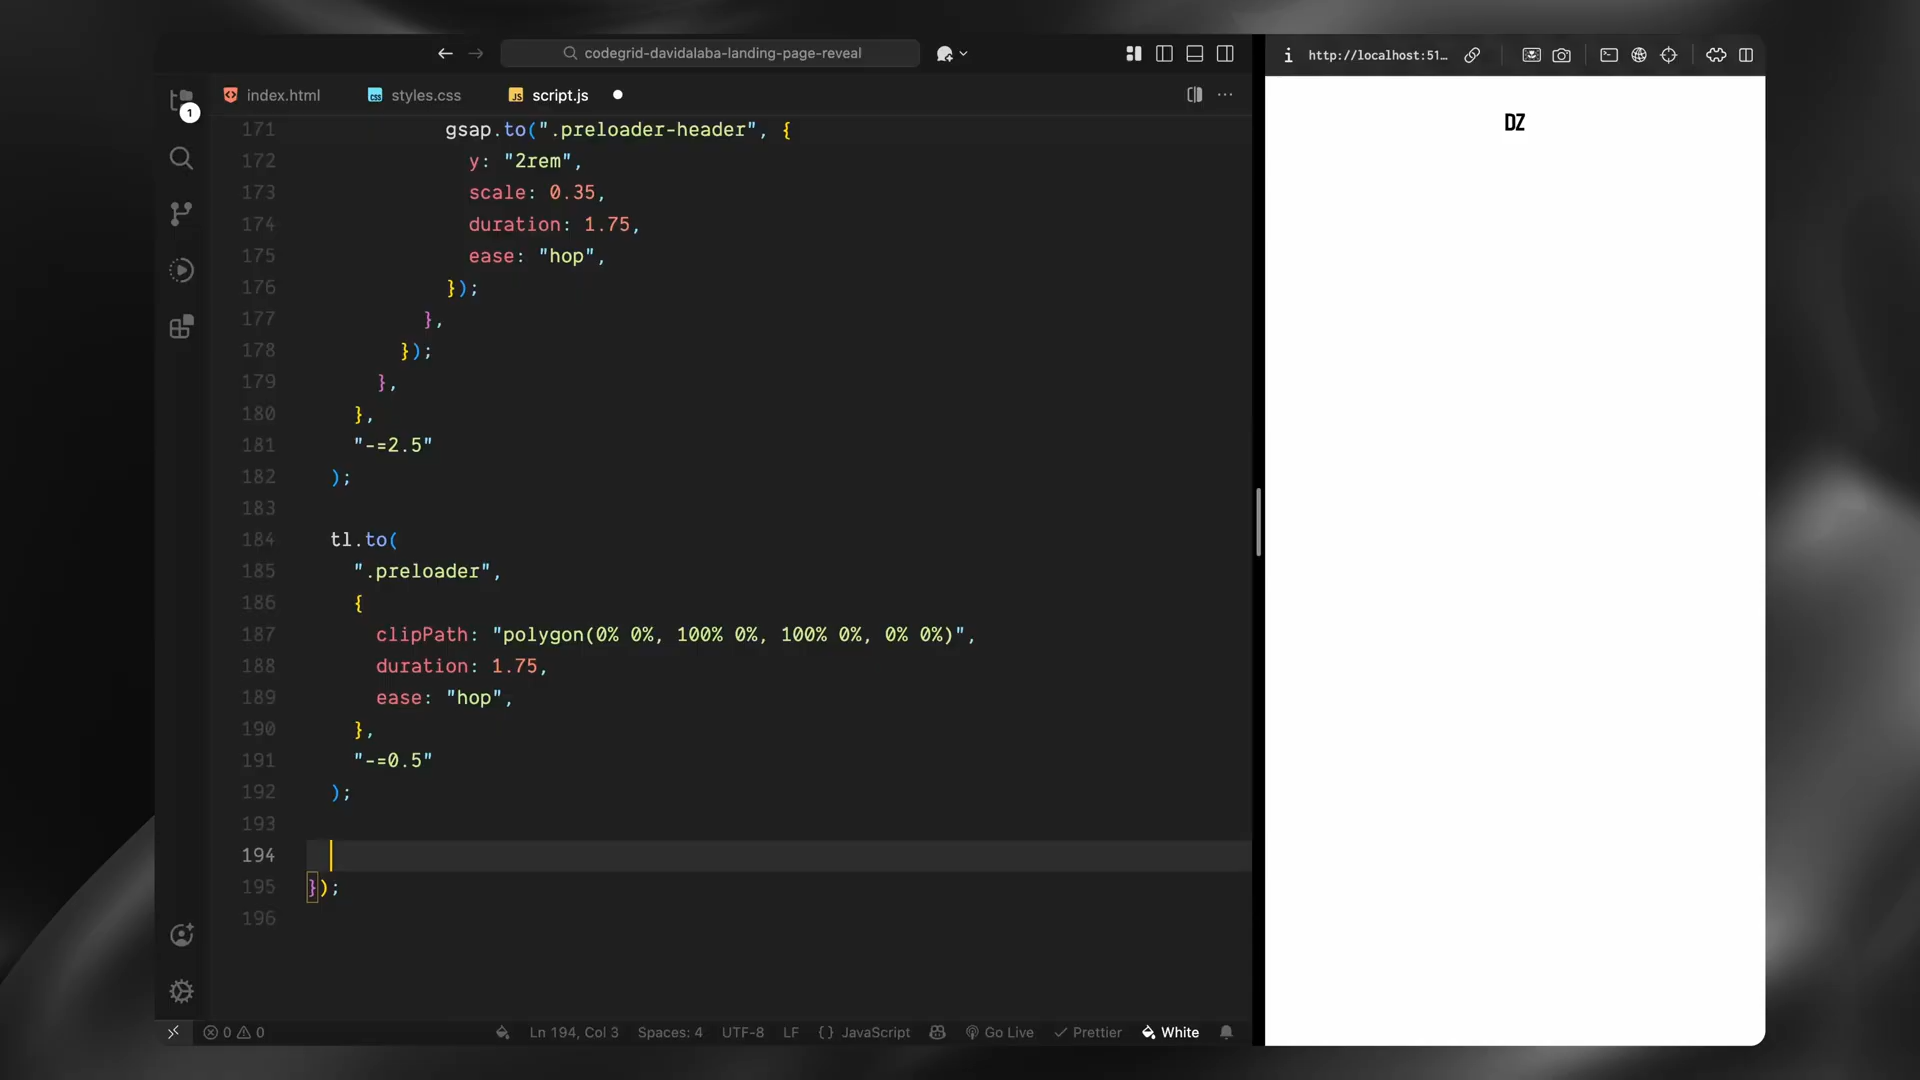 codegrid-davidalaba-landing-page-reveal
http://localhost:51…
index.html
styles.css
script.js
1
171 gsap.to(".preloader-header", {
172 y: "2rem",
173 scale: 0.35,
174 duration: 1.75,
175 ease: "hop",
176 });
177 },
178 });
179 },
180 },
181 "-=2.5"
182 );
183
184 tl.to(
185 ".preloader",
186 {
187 clipPath: "polygon(0% 0%, 100% 0%, 100% 0%, 0% 0%)",
188 duration: 1.75,
189 ease: "hop",
190 },
191 "-=0.5"
192 );
193
194
195 });
196
DZ
0 0 Ln 194, Col 3 Spaces: 4 UTF-8 LF {} JavaScript Go Live Prettier White